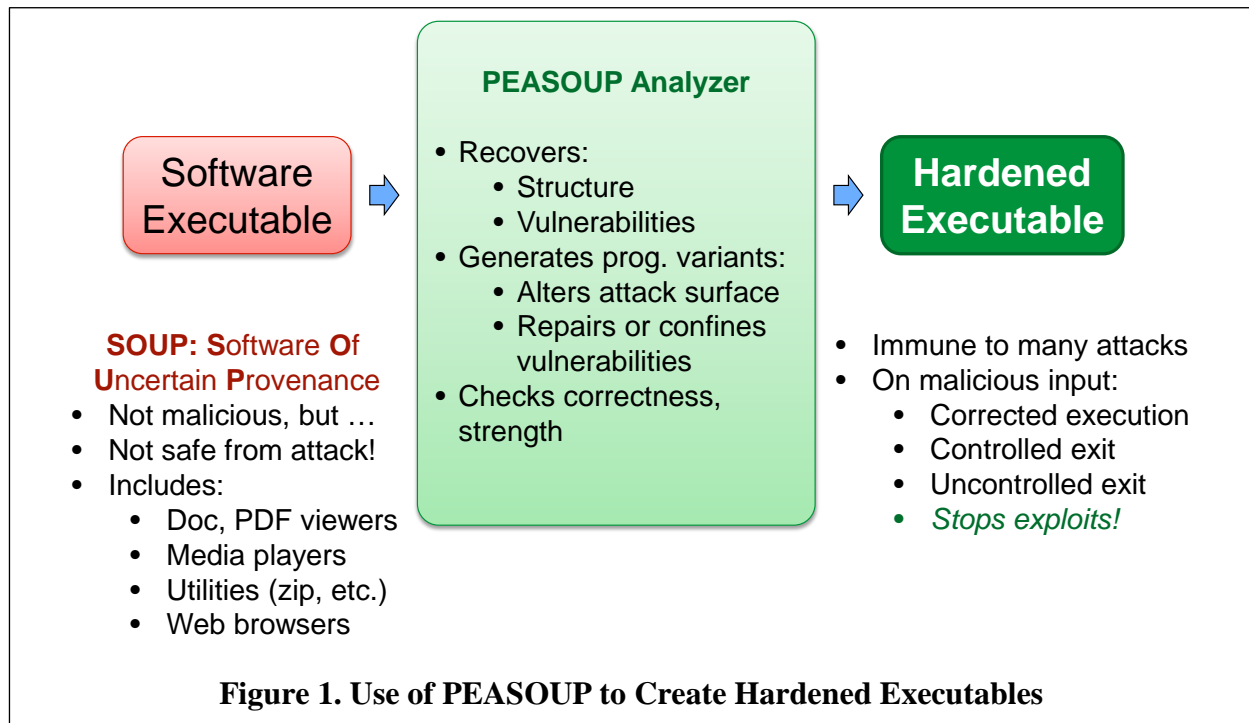 Software
Executable
SOUP: Software Of
Uncertain Provenance
• Not malicious, but …
• Not safe from attack!
• Includes:
• Doc, PDF viewers
• Media players
• Utilities (zip, etc.)
• Web browsers
PEASOUP Analyzer
• Recovers:
• Structure
• Vulnerabilities
• Generates prog. variants:
• Alters attack surface
• Repairs or confines
vulnerabilities
• Checks correctness,
strength
Hardened
Executable
• Immune to many attacks
• On malicious input:
• Corrected execution
• Controlled exit
• Uncontrolled exit
• Stops exploits!
Figure 1. Use of PEASOUP to Create Hardened Executables